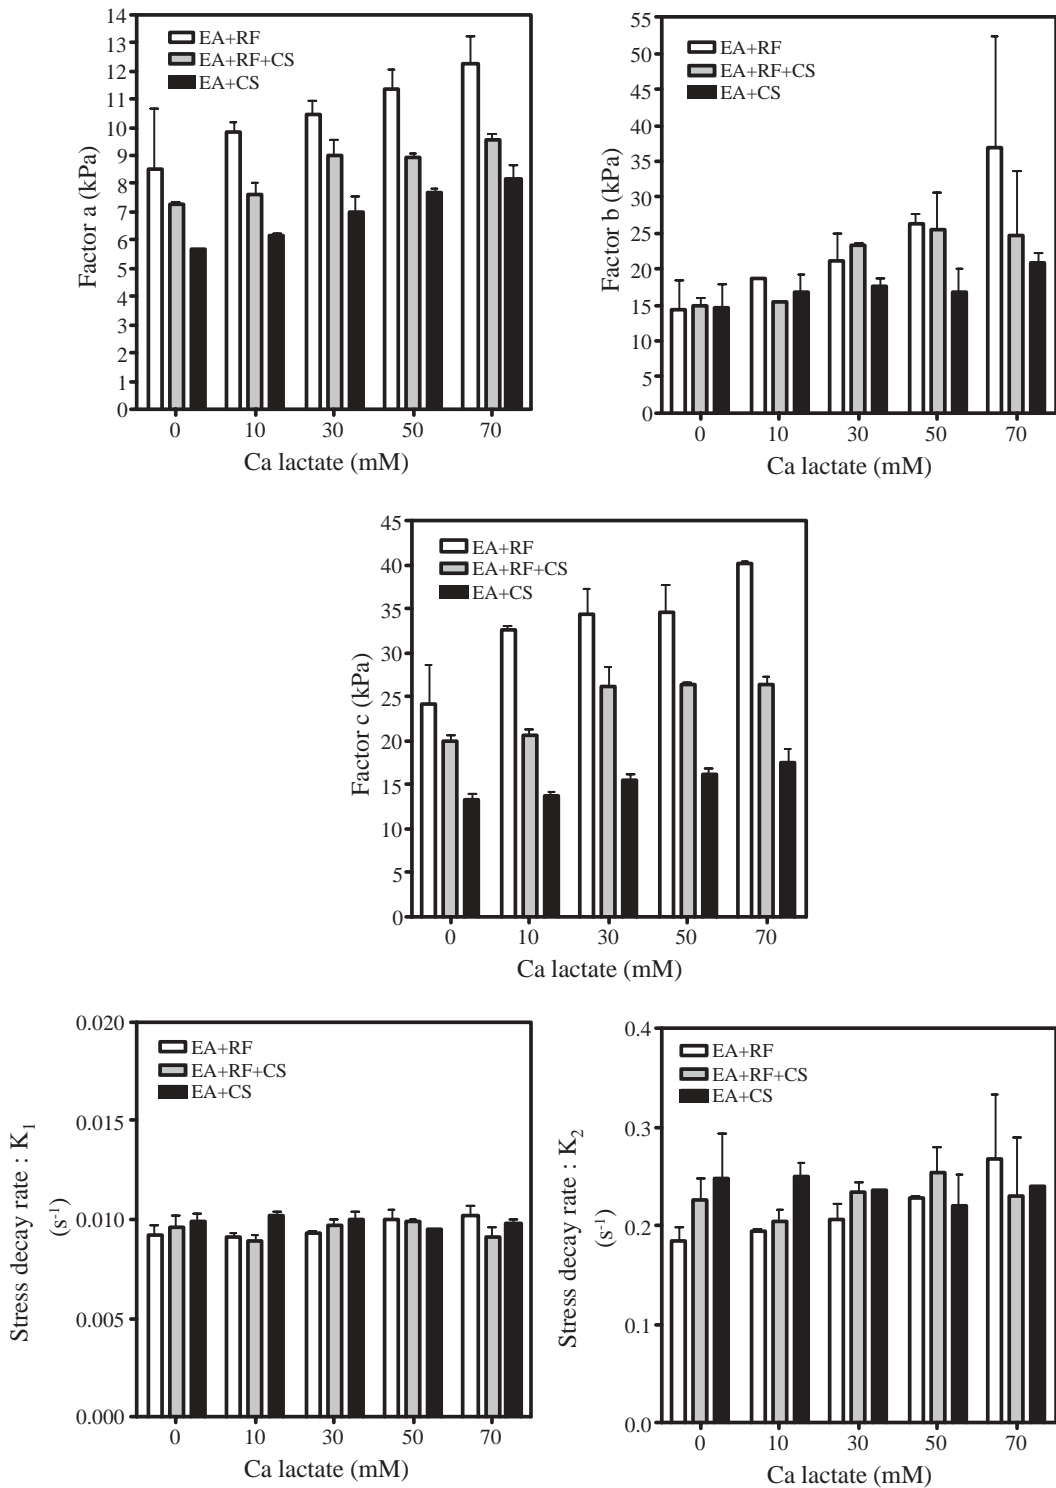 14
13
12
11
10
9
8
7
6
5
4
3
2
1
0
Factor a (kPa)
EA+RF
EA+RF+CS
EA+CS
0 10 30 50 70
Ca lactate (mM)
55
50
45
40
35
30
25
20
15
10
5
0
Factor b (kPa)
EA+RF
EA+RF+CS
EA+CS
0 10 30 50 70
Ca lactate (mM)
45
40
35
30
25
20
15
10
5
0
Factor c (kPa)
EA+RF
EA+RF+CS
EA+CS
0 10 30 50 70
Ca lactate (mM)
0.020
0.015
0.010
0.005
0.000
Stress decay rate : K₁
(s⁻¹)
EA+RF
EA+RF+CS
EA+CS
0 10 30 50 70
Ca lactate (mM)
0.4
0.3
0.2
0.1
0.0
Stress decay rate : K₂
(s⁻¹)
EA+RF
EA+RF+CS
EA+CS
0 10 30 50 70
Ca lactate (mM)